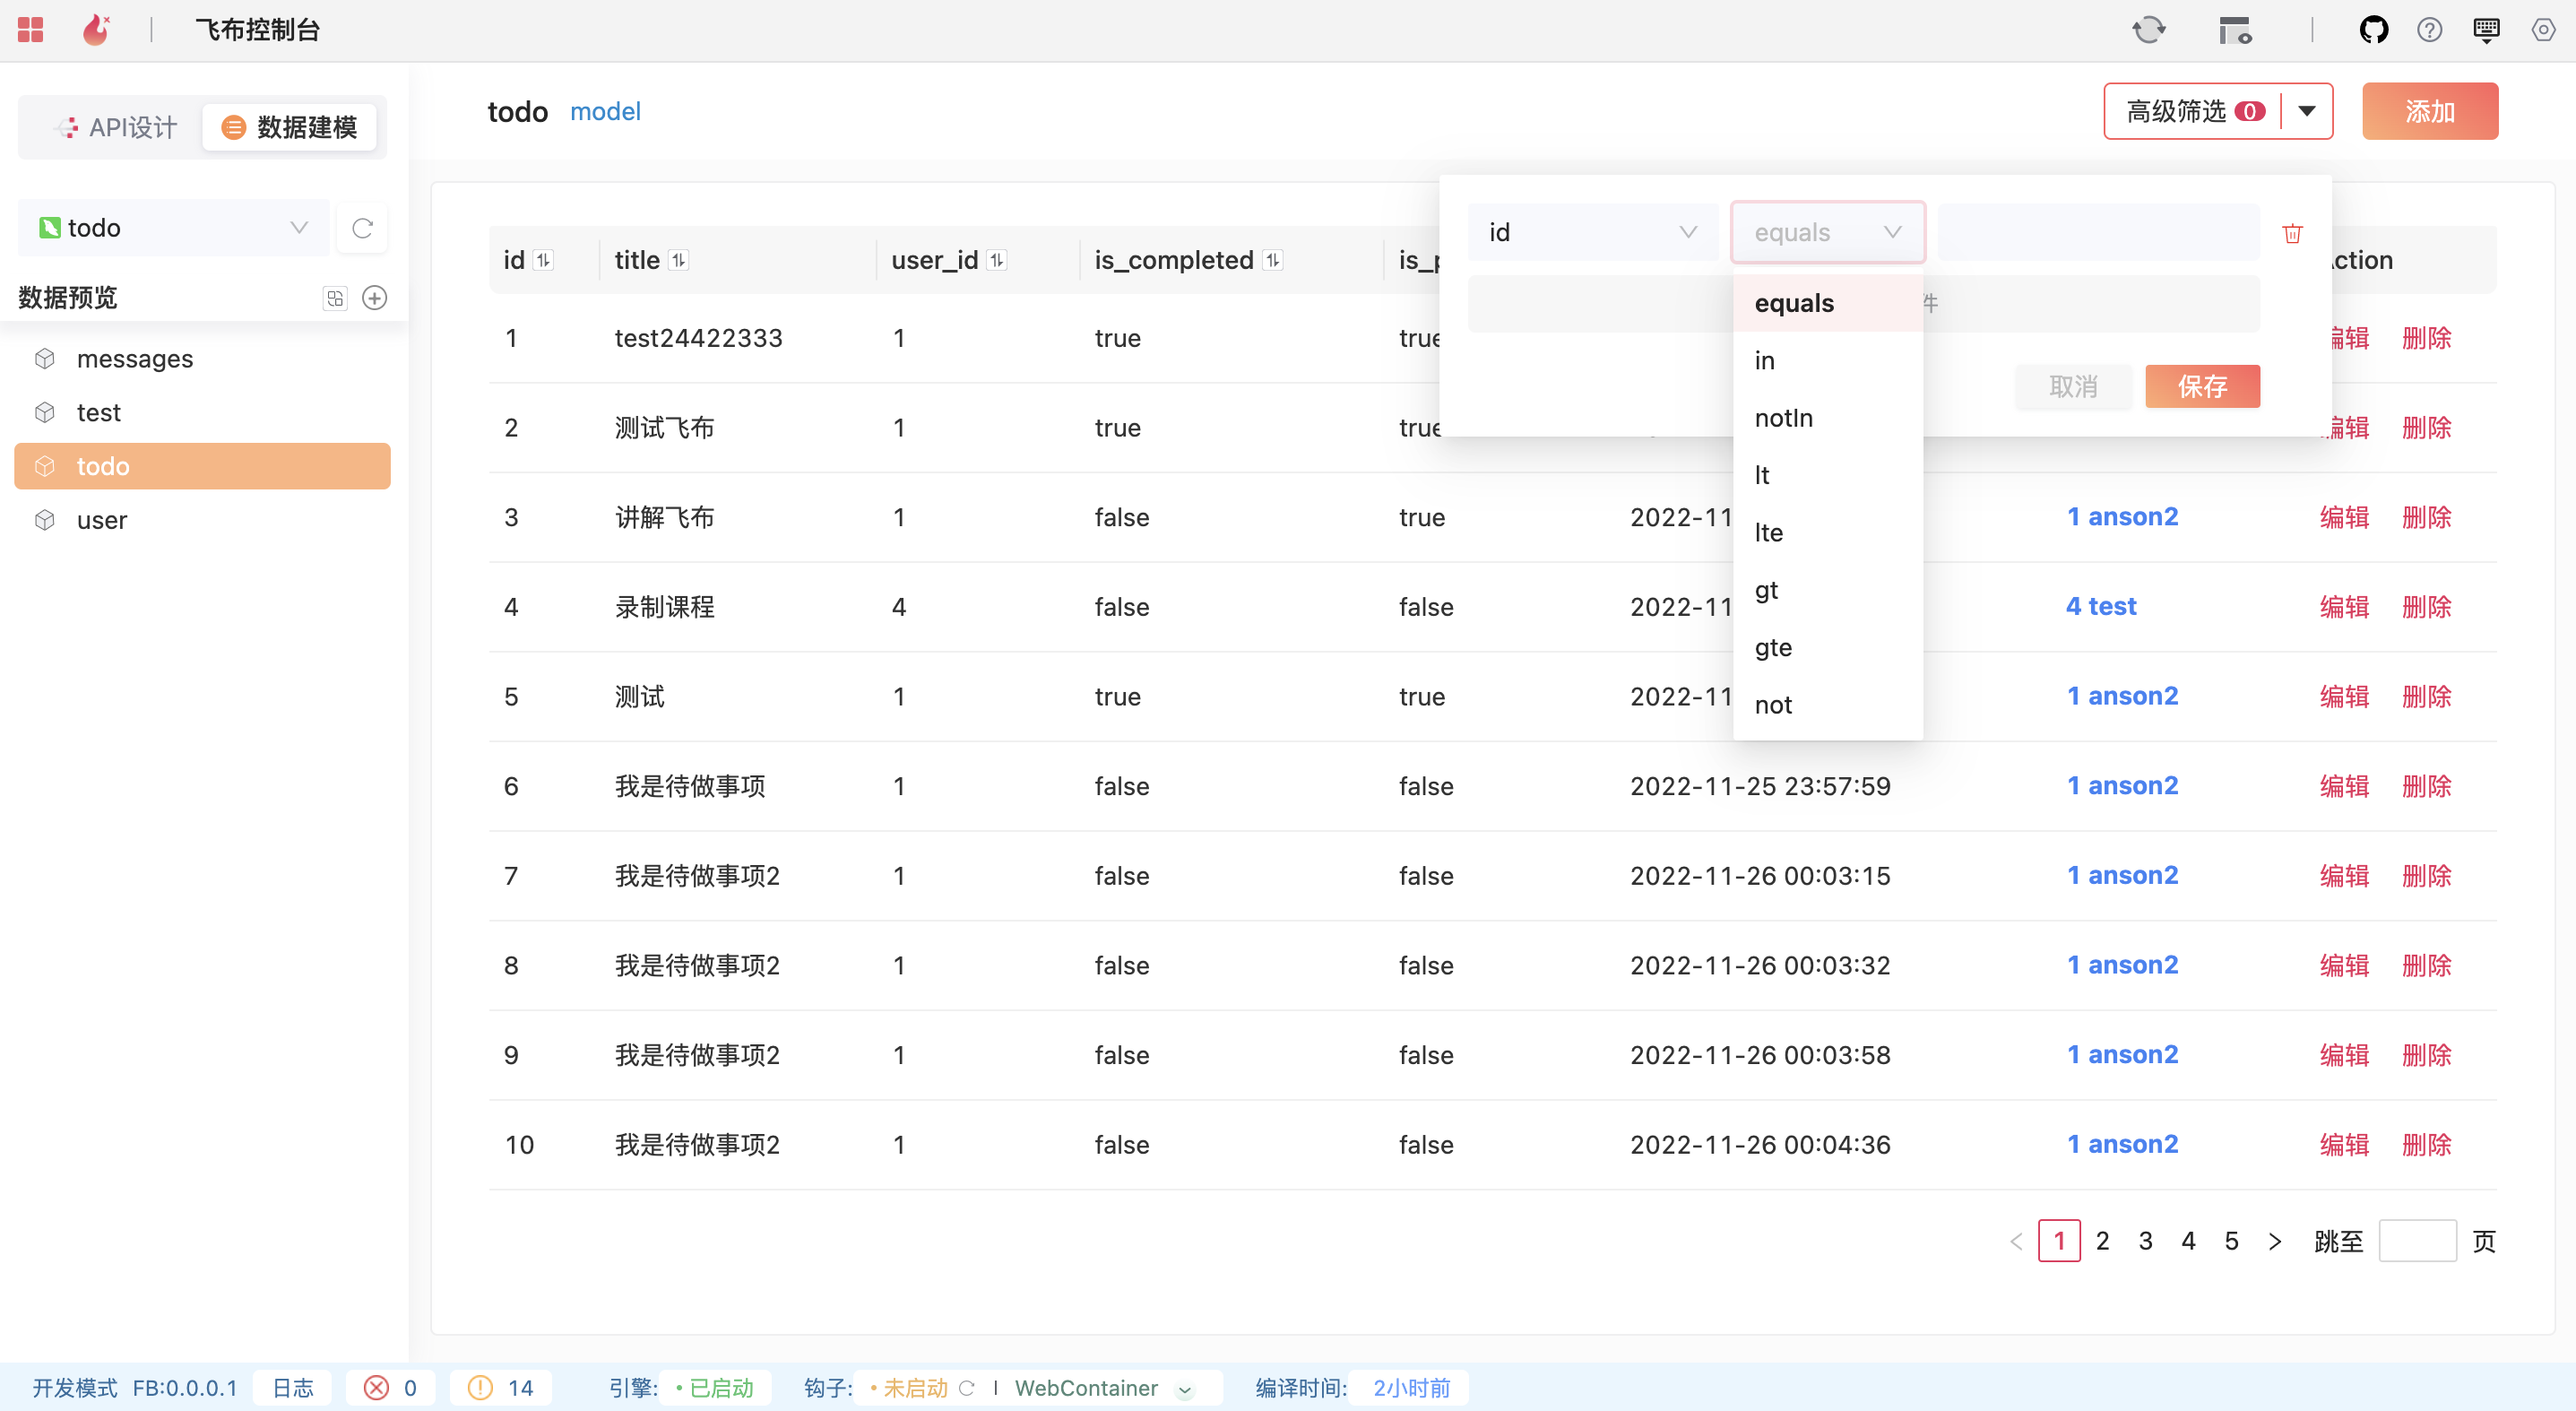 飞布控制台
API设计 数据建模
todo model
高级筛选 0 添加
todo
数据预览
messages
test
todo
user
id equals
件
取消 保存
equals
in
notIn
lt
lte
gt
gte
not
id title user_id is_completed is_p ction
1 test24422333 1 true true 编辑 删除
2 测试飞布 1 true true 编辑 删除
3 讲解飞布 1 false true 2022-11 1 anson2 编辑 删除
4 录制课程 4 false false 2022-11 4 test 编辑 删除
5 测试 1 true true 2022-11 1 anson2 编辑 删除
6 我是待做事项 1 false false 2022-11-25 23:57:59 1 anson2 编辑 删除
7 我是待做事项2 1 false false 2022-11-26 00:03:15 1 anson2 编辑 删除
8 我是待做事项2 1 false false 2022-11-26 00:03:32 1 anson2 编辑 删除
9 我是待做事项2 1 false false 2022-11-26 00:03:58 1 anson2 编辑 删除
10 我是待做事项2 1 false false 2022-11-26 00:04:36 1 anson2 编辑 删除
< 1 2 3 4 5 > 跳至 页
开发模式 FB:0.0.0.1 日志 0 14 引擎: •已启动 钩子: •未启动 | WebContainer 编译时间: 2小时前